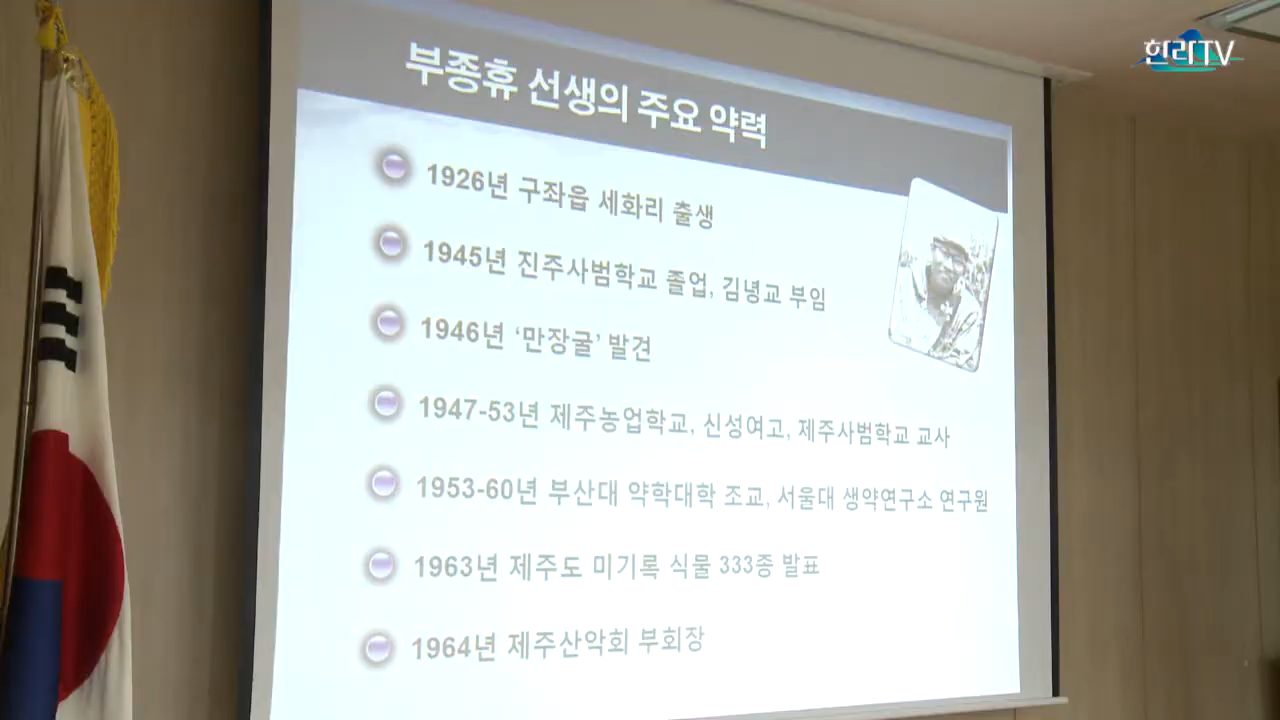 한라TV
부종휴 선생의 주요 약력
1926년 구좌읍 세화리 출생
1945년 진주사범학교 졸업, 김녕교 부임
1946년 ‘만장굴’ 발견
1947-53년 제주농업학교, 신성여고, 제주사범학교 교사
1953-60년 부산대 약학대학 조교, 서울대 생약연구소 연구원
1963년 제주도 미기록 식물 333종 발표
1964년 제주산악회 부회장